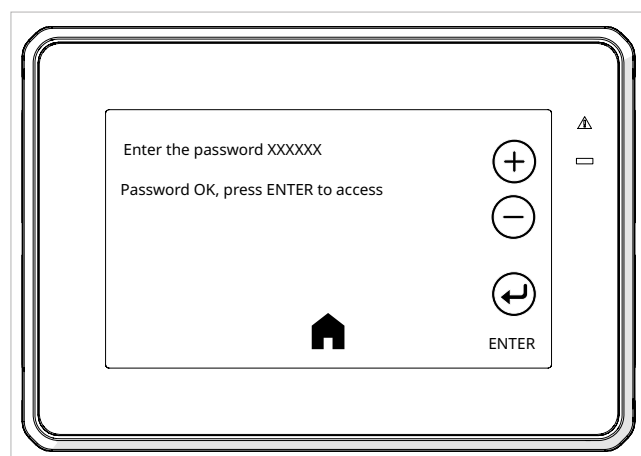 Enter the password XXXXXX
Password OK, press ENTER to access
ENTER